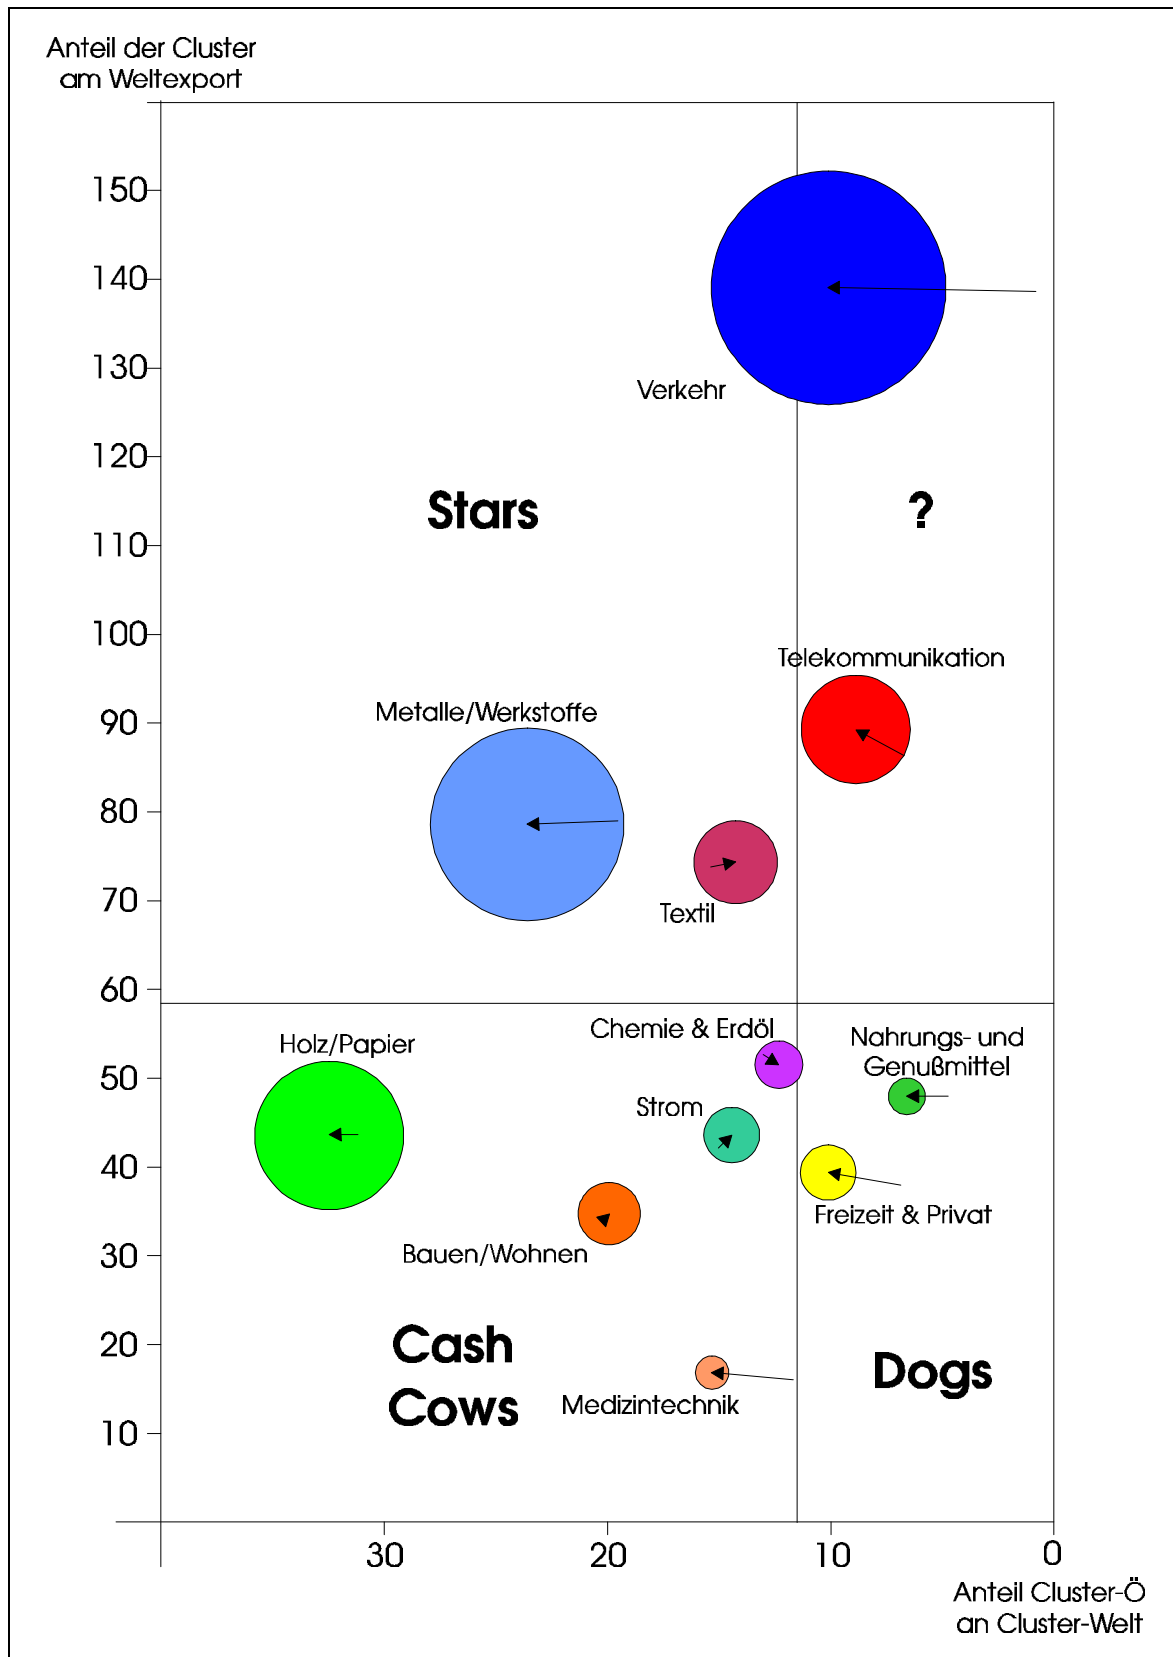 Anteil der Cluster
am Weltexport
150
140
130
Verkehr
120
Stars
?
110
100
Telekommunikation
90
Metalle/Werkstoffe
80
70
Textil
60
Chemie & Erdöl
Nahrungs- und
Genußmittel
Holz/Papier
50
Strom
40
Freizeit & Privat
30
Bauen/Wohnen
20
Cash
Cows
Dogs
Medizintechnik
10
30
20
10
0
Anteil Cluster-Ö
an Cluster-Welt